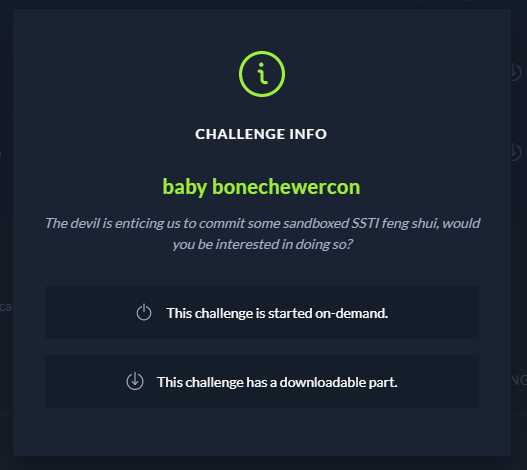 CHALLENGE INFO
baby bonechewercon
The devil is enticing us to commit some sandboxed SSTI feng shui, would
you be interested in doing so?
This challenge is started on-demand.
This challenge has a downloadable part.